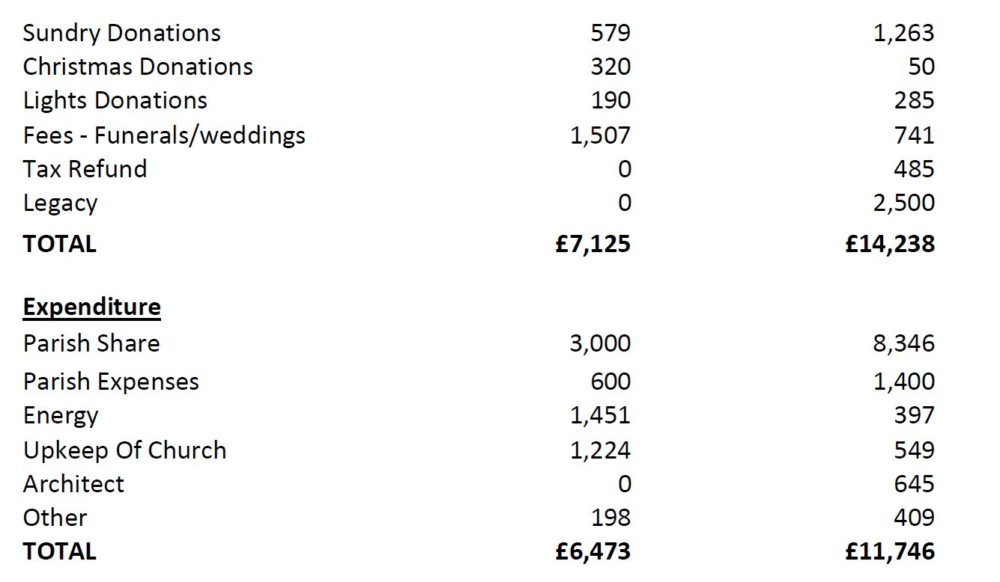 Sundry Donations 579 1,263
Christmas Donations 320 50
Lights Donations 190 285
Fees - Funerals/weddings 1,507 741
Tax Refund 0 485
Legacy 0 2,500
TOTAL £7,125 £14,238
Expenditure
Parish Share 3,000 8,346
Parish Expenses 600 1,400
Energy 1,451 397
Upkeep Of Church 1,224 549
Architect 0 645
Other 198 409
TOTAL £6,473 £11,746